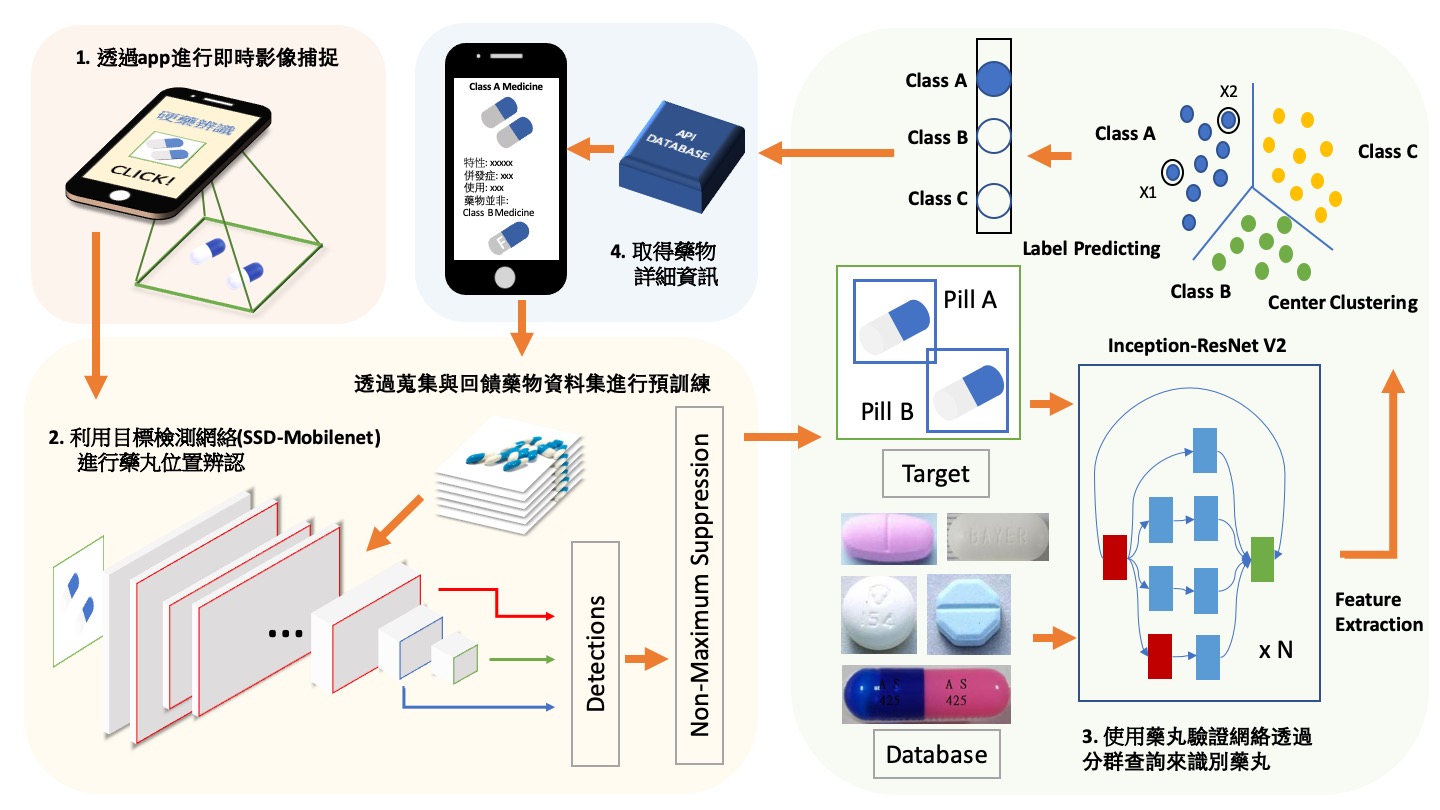 1. 透過app進行即時影像捕捉
硬藥辨識
CLICK!
Class A Medicine
特性: xxxxx
併發症: xxx
使用: xxx
藥物並非:
Class B Medicine
F
API
DATABASE
4. 取得藥物
詳細資訊
透過蒐集與回饋藥物資料集進行預訓練
2. 利用目標檢測網絡(SSD-Mobilenet)
進行藥丸位置辨認
...
Detections
Non-Maximum Suppression
Class A
Class B
Class C
Label Predicting
X2
Class A
X1
Class C
Class B
Center Clustering
Pill A
Pill B
Target
BAYER
154
A S
425
A S
425
Database
Inception-ResNet V2
x N
Feature
Extraction
3. 使用藥丸驗證網絡透過
分群查詢來識別藥丸